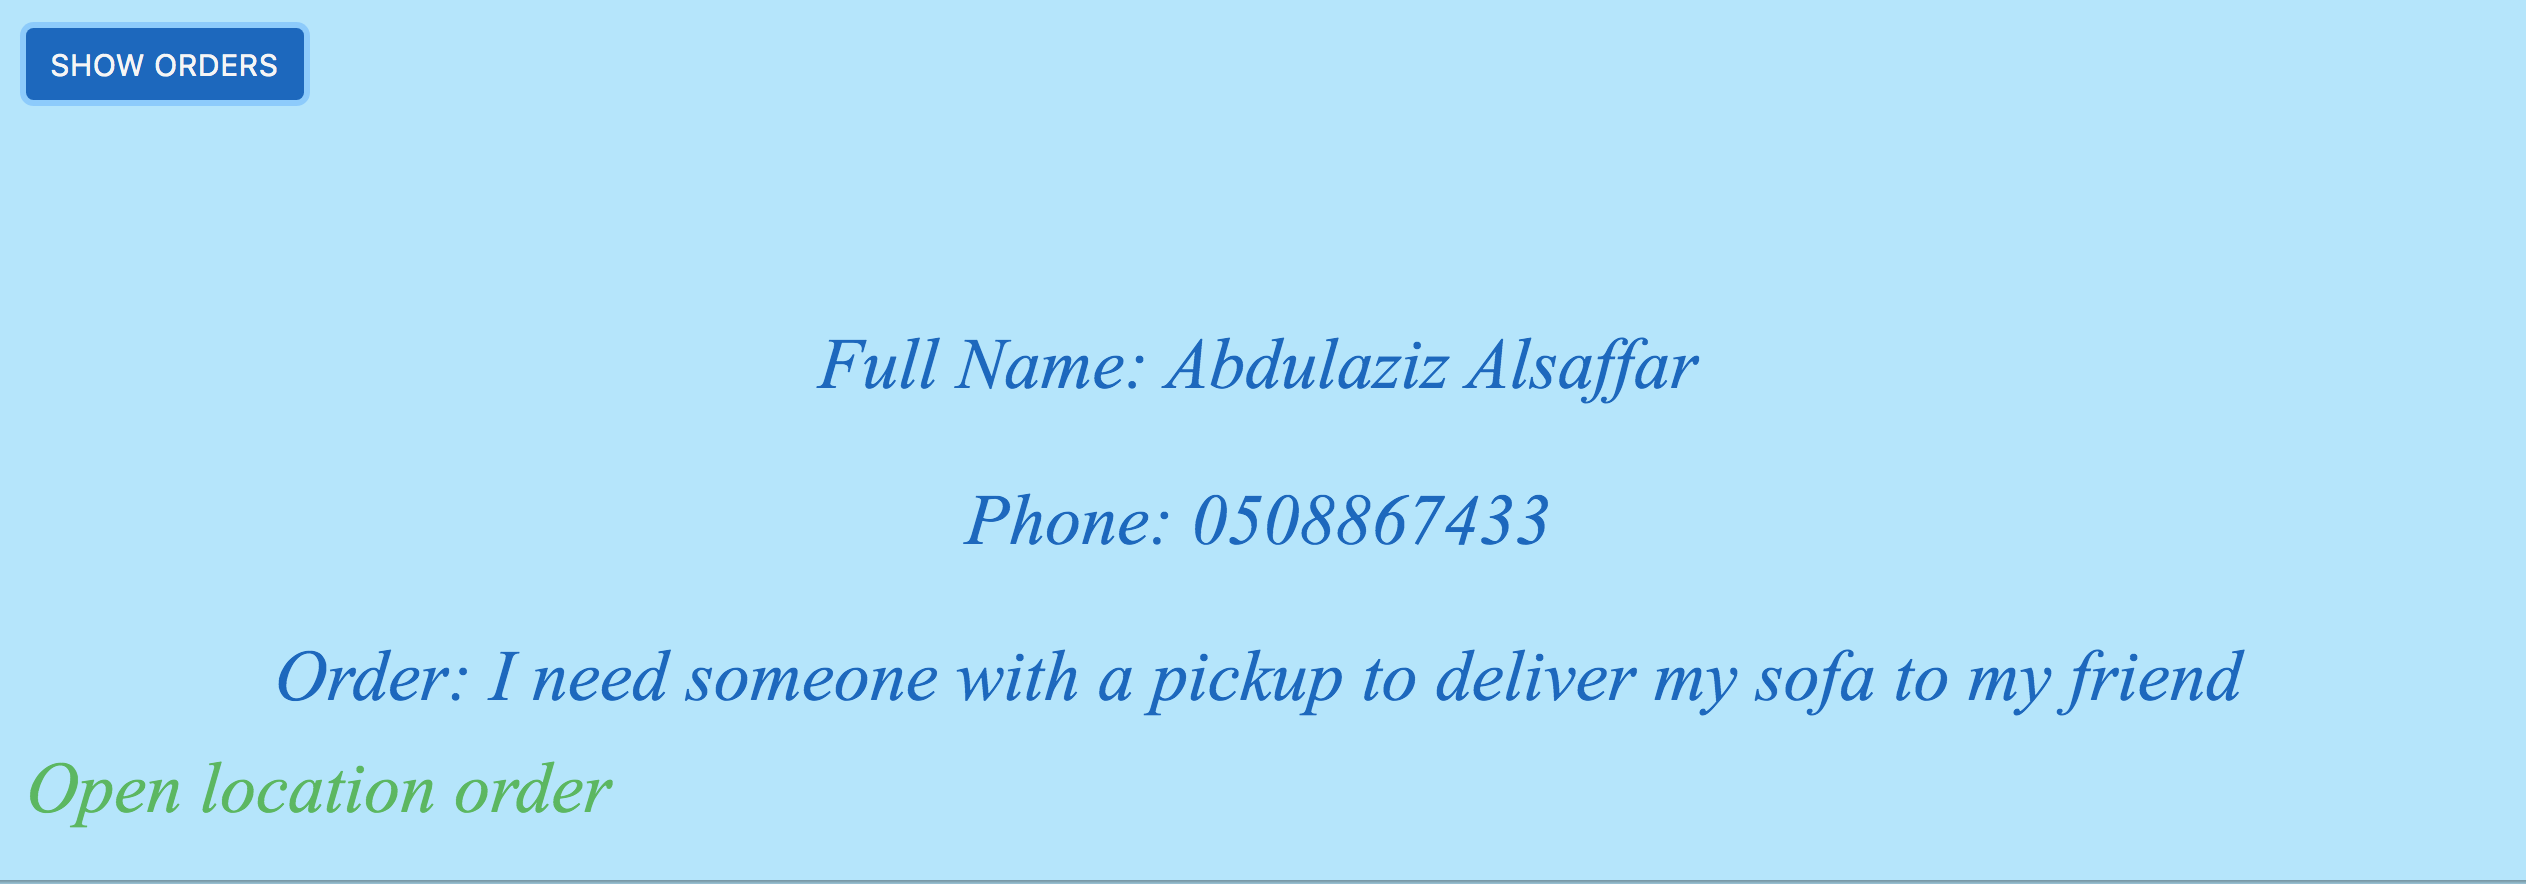 SHOW ORDERS
Full Name: Abdulaziz Alsaffar
Phone: 0508867433
Order: I need someone with a pickup to deliver my sofa to my friend
Open location order